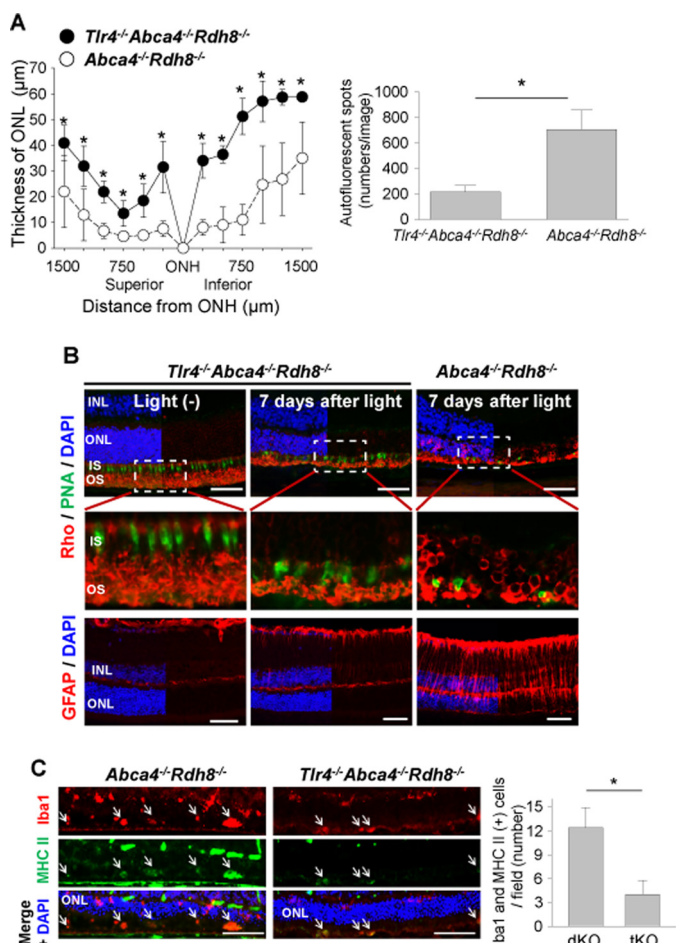 A
Tlr4-/-Abca4-/-Rdh8-/-
Abca4-/-Rdh8-/-
Thickness of ONL (µm)
70
60
50
40
30
20
10
0
* * * * * * * * * * * *
1500 750 ONH 750 1500
Superior Inferior
Distance from ONH (µm)
Autofluorescent spots
(numbers/image)
1000
800
600
400
200
0
*
Tlr4-/-Abca4-/-Rdh8-/- Abca4-/-Rdh8-/-
B
Tlr4-/-Abca4-/-Rdh8-/- Abca4-/-Rdh8-/-
Light (-) 7 days after light 7 days after light
Rho / PNA / DAPI
INL
ONL
IS
OS
IS
OS
GFAP / DAPI
INL
ONL
C
Abca4-/-Rdh8-/- Tlr4-/-Abca4-/-Rdh8-/-
Iba1
MHC II
Merge
+ DAPI
ONL ONL
ba1 and MHC II (+) cells
/ field (number)
15
12
9
6
3
0
*
dKO tKO